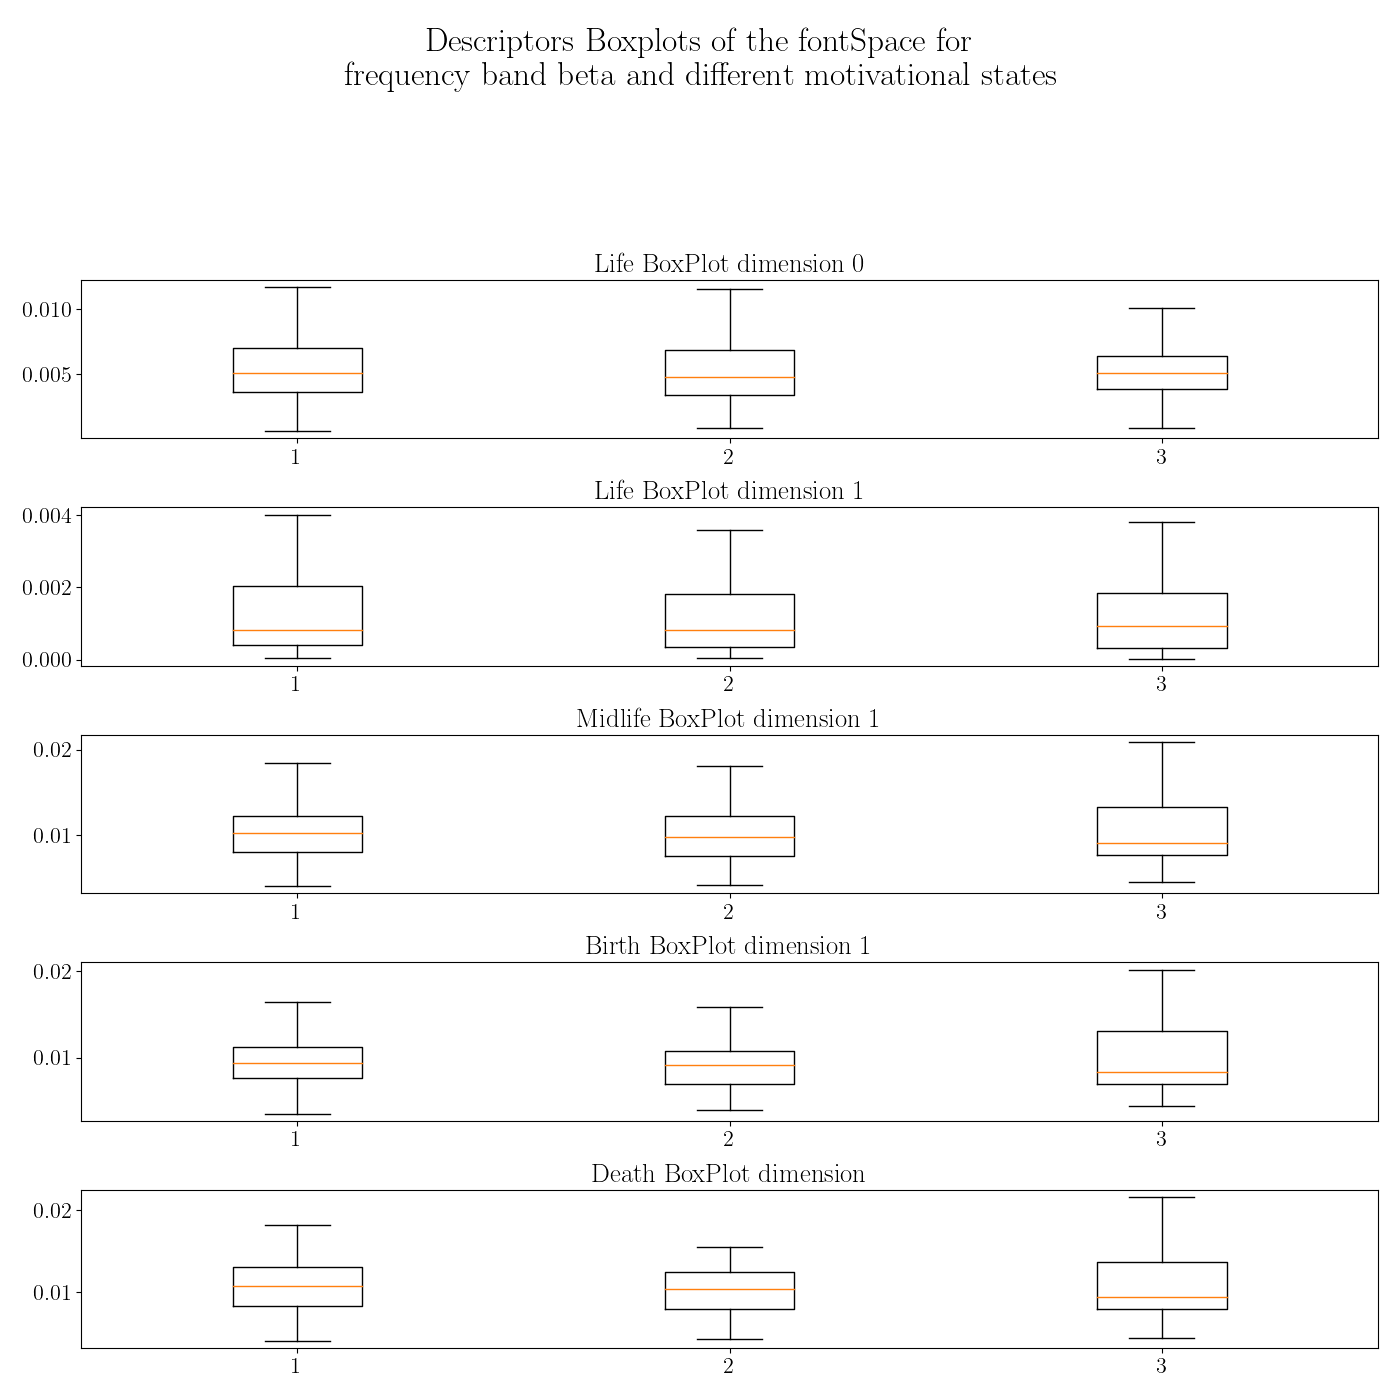 Descriptors Boxplots of the fontSpace for
frequency band beta and different motivational states
Life BoxPlot dimension 0
0.010
0.005
1 2 3
Life BoxPlot dimension 1
0.004
0.002
0.000
1 2 3
Midlife BoxPlot dimension 1
0.02
0.01
1 2 3
Birth BoxPlot dimension 1
0.02
0.01
1 2 3
Death BoxPlot dimension
0.02
0.01
1 2 3